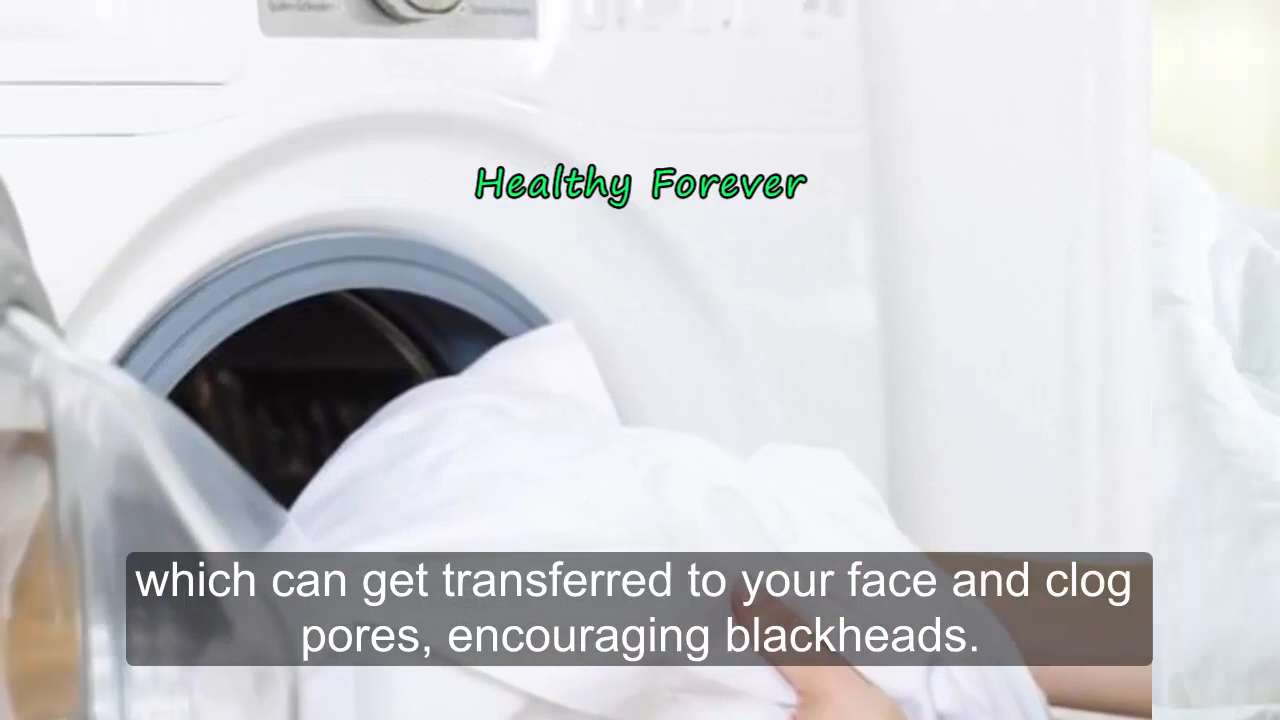 Healthy Forever
which can get transferred to your face and clog
pores, encouraging blackheads.